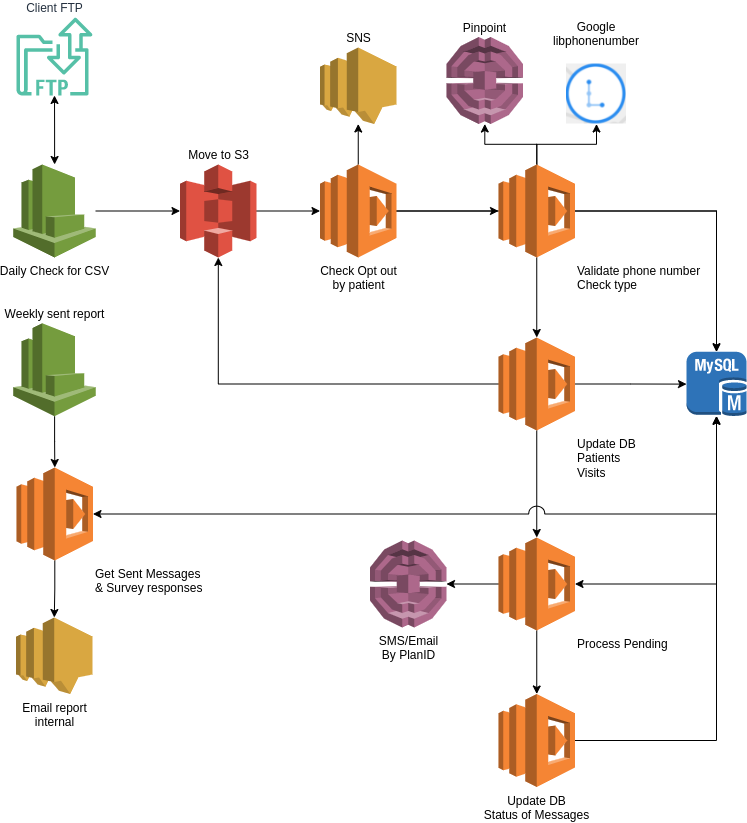 Client FTP
FTP
SNS
Pinpoint
Google
libphonenumber
Move to S3
Daily Check for CSV
Check Opt out
by patient
Validate phone number
Check type
Weekly sent report
MySQL
M
Update DB
Patients
Visits
Get Sent Messages
& Survey responses
SMS/Email
By PlanID
Process Pending
Email report
internal
Update DB
Status of Messages